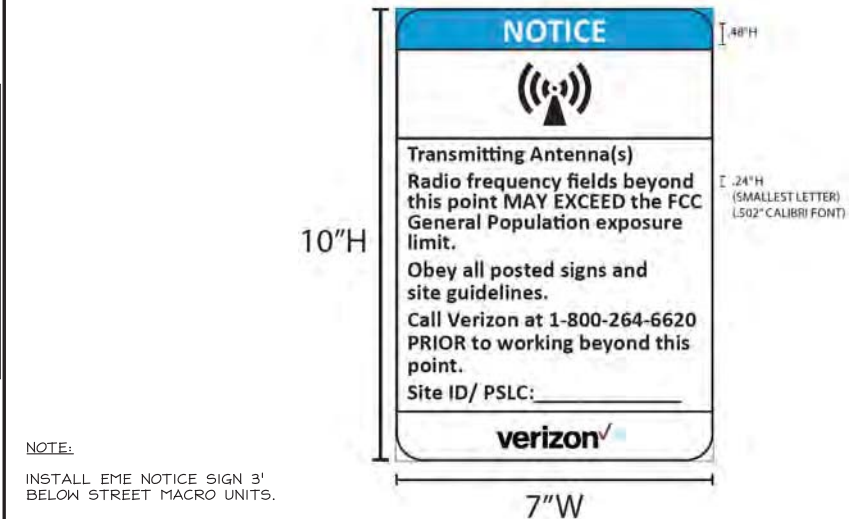 NOTICE
.48"H
Transmitting Antenna(s)
Radio frequency fields beyond
this point MAY EXCEED the FCC
General Population exposure
limit.
.24"H
(SMALLEST LETTER)
(.502" CALIBRI FONT)
10"H
Obey all posted signs and
site guidelines.
Call Verizon at 1-800-264-6620
PRIOR to working beyond this
point.
Site ID/ PSLC:_______________
verizon
7"W
NOTE:
INSTALL EME NOTICE SIGN 3'
BELOW STREET MACRO UNITS.